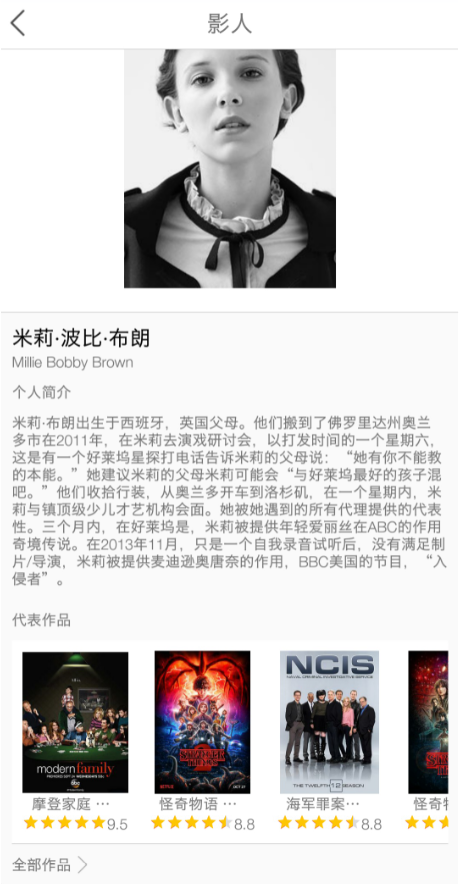 影人
米莉·波比·布朗
Millie Bobby Brown
个人简介
米莉·布朗出生于西班牙，英国父母。他们搬到了佛罗里达州奥兰
多市在2011年，在米莉去演戏研讨会，以打发时间的一个星期六，
这是有一个好莱坞星探打电话告诉米莉的父母说：“她有你不能教
的本能。”她建议米莉的父母米莉可能会“与好莱坞最好的孩子混
吧。”他们收拾行装，从奥兰多开车到洛杉矶，在一个星期内，米
莉与镇顶级少儿才艺机构会面。她被她遇到的所有代理提供的代表
性。三个月内，在好莱坞是，米莉被提供年轻爱丽丝在ABC的作用
奇境传说。在2013年11月，只是一个自我录音试听后，没有满足制
片/导演，米莉被提供麦迪逊奥唐奈的作用，BBC美国的节目，“入
侵者”。
代表作品
modern family
abc
STRANGER THINGS 2
NETFLIX
NCIS
NAVAL CRIMINAL INVESTIGATIVE SERVICE
THE TWELFTH 12 SEASON
摩登家庭 …
怪奇物语 …
海军罪案…
怪奇牛
9.5
8.8
8.8
全部作品